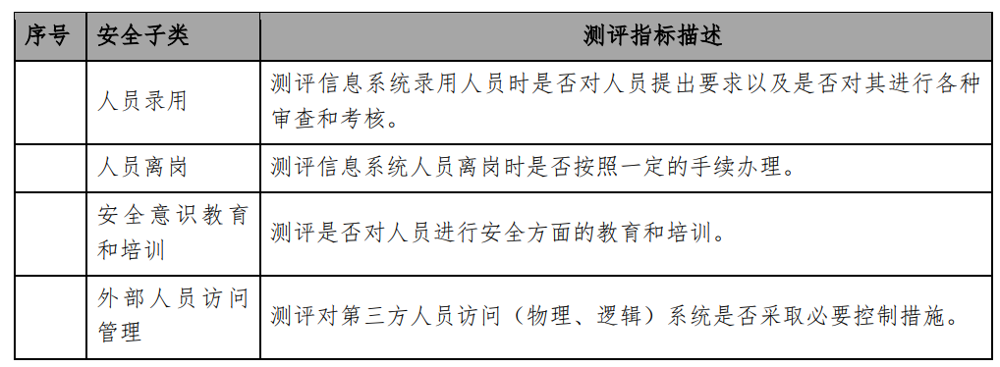 序号 安全子类 测评指标描述
人员录用 测评信息系统录用人员时是否对人员提出要求以及是否对其进行各种
审查和考核。
人员离岗 测评信息系统人员离岗时是否按照一定的手续办理。
安全意识教育
和培训 测评是否对人员进行安全方面的教育和培训。
外部人员访问
管理 测评对第三方人员访问（物理、逻辑）系统是否采取必要控制措施。